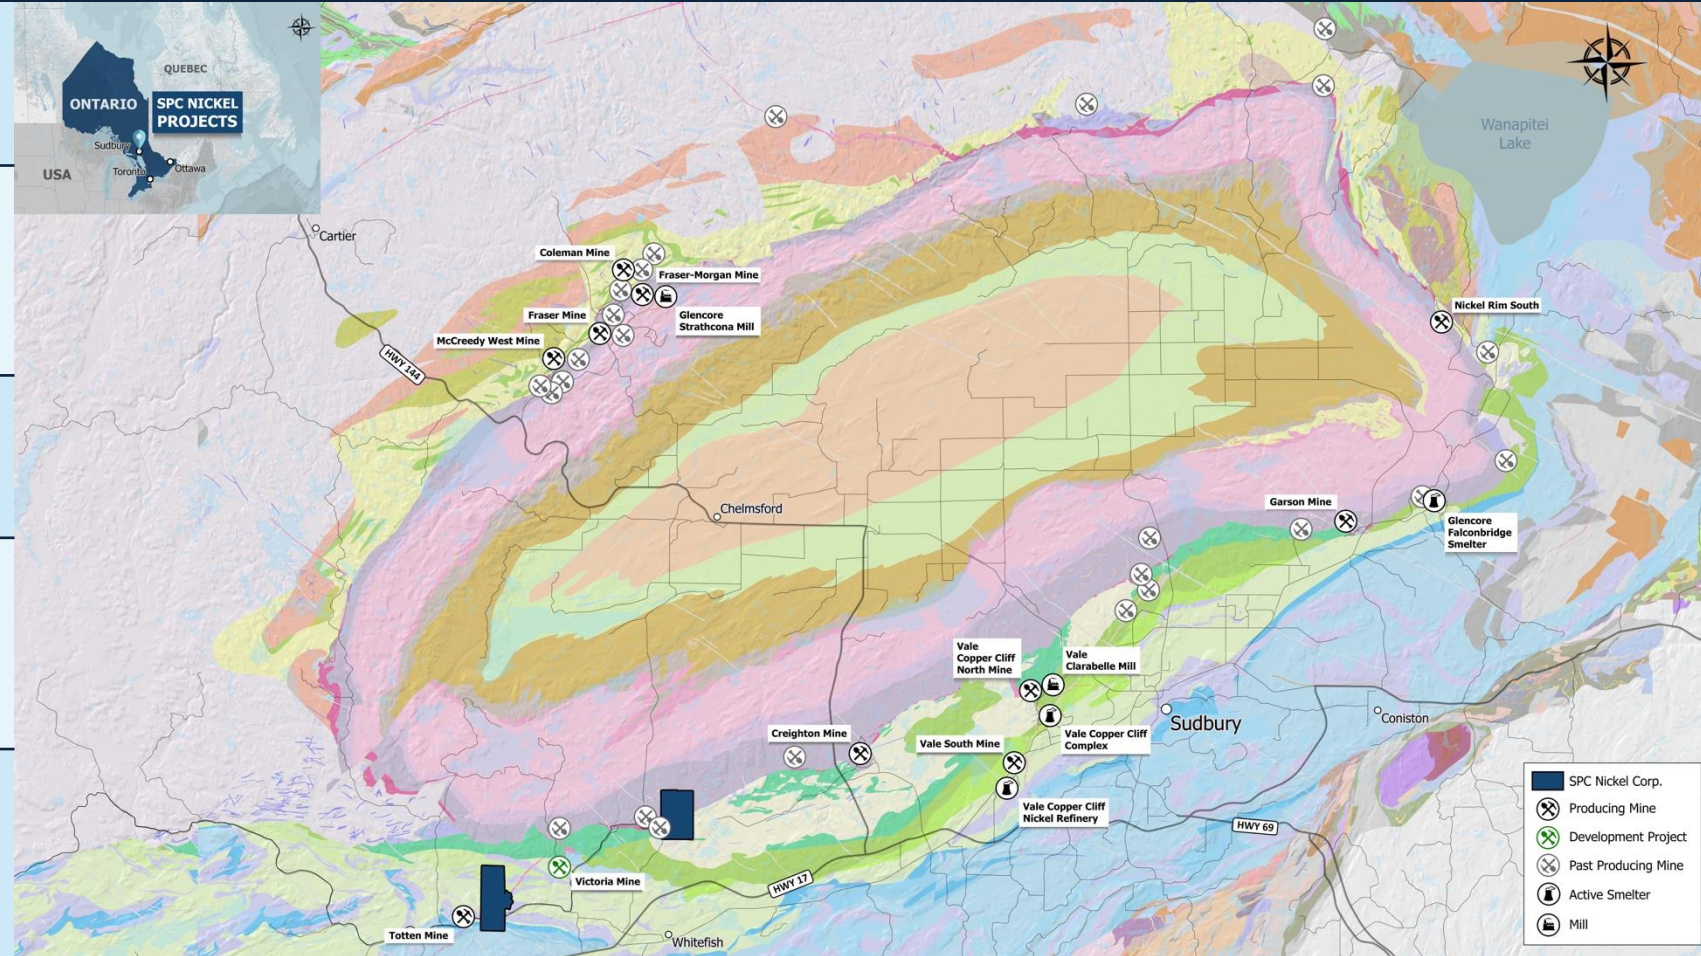 QUEBEC
ONTARIO
SPC NICKEL
PROJECTS
Sudbury
Ottawa
Toronto
USA
Wanapitei
Lake
Cartier
Coleman Mine
Fraser-Morgan Mine
Fraser Mine
Glencore
Strathcona Mill
McCreedy West Mine
HWY 144
Nickel Rim South
Chelmsford
Garson Mine
Glencore
Falconbridge
Smelter
Vale
Copper Cliff
North Mine
Vale
Clarabelle Mill
Sudbury
Coniston
Creighton Mine
Vale South Mine
Vale Copper Cliff
Complex
Vale Copper Cliff
Nickel Refinery
HWY 69
HWY 17
Victoria Mine
Totten Mine
Whitefish
SPC Nickel Corp.
Producing Mine
Development Project
Past Producing Mine
Active Smelter
Mill